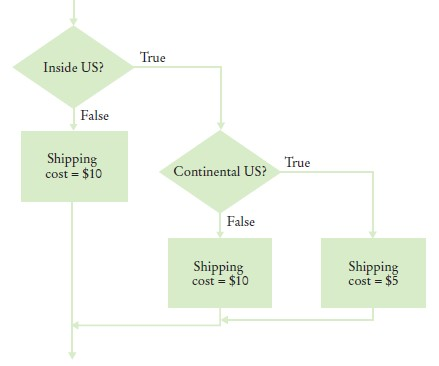 Inside US?
True
False
Shipping
cost = $10
Continental US?
True
False
Shipping
cost = $10
Shipping
cost = $5